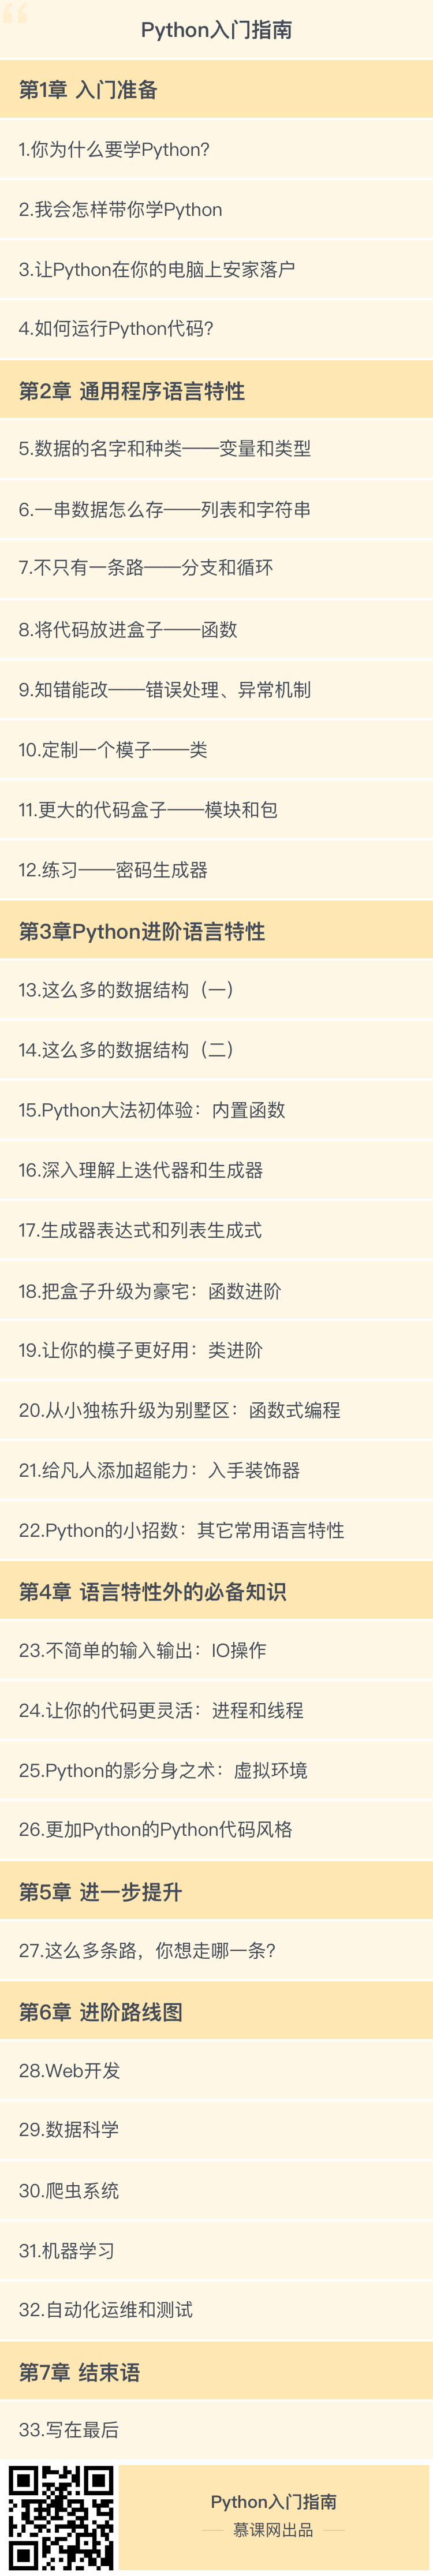 Python入门指南
第1章 入门准备
1.你为什么要学Python?
2.我会怎样带你学Python
3.让Python在你的电脑上安家落户
4.如何运行Python代码?
第2章 通用程序语言特性
5.数据的名字和种类——变量和类型
6.一串数据怎么存——列表和字符串
7.不只有一条路——分支和循环
8.将代码放进盒子——函数
9.知错能改——错误处理、异常机制
10.定制一个模子——类
11.更大的代码盒子——模块和包
12.练习——密码生成器
第3章Python进阶语言特性
13.这么多的数据结构（一）
14.这么多的数据结构（二）
15.Python大法初体验：内置函数
16.深入理解上迭代器和生成器
17.生成器表达式和列表生成式
18.把盒子升级为豪宅：函数进阶
19.让你的模子更好用：类进阶
20.从小独栋升级为别墅区：函数式编程
21.给凡人添加超能力：入手装饰器
22.Python的小招数：其它常用语言特性
第4章 语言特性外的必备知识
23.不简单的输入输出：IO操作
24.让你的代码更灵活：进程和线程
25.Python的影分身之术：虚拟环境
26.更加Python的Python代码风格
第5章 进一步提升
27.这么多条路，你想走哪一条?
第6章 进阶路线图
28.Web开发
29.数据科学
30.爬虫系统
31.机器学习
32.自动化运维和测试
第7章 结束语
33.写在最后
Python入门指南
慕课网出品